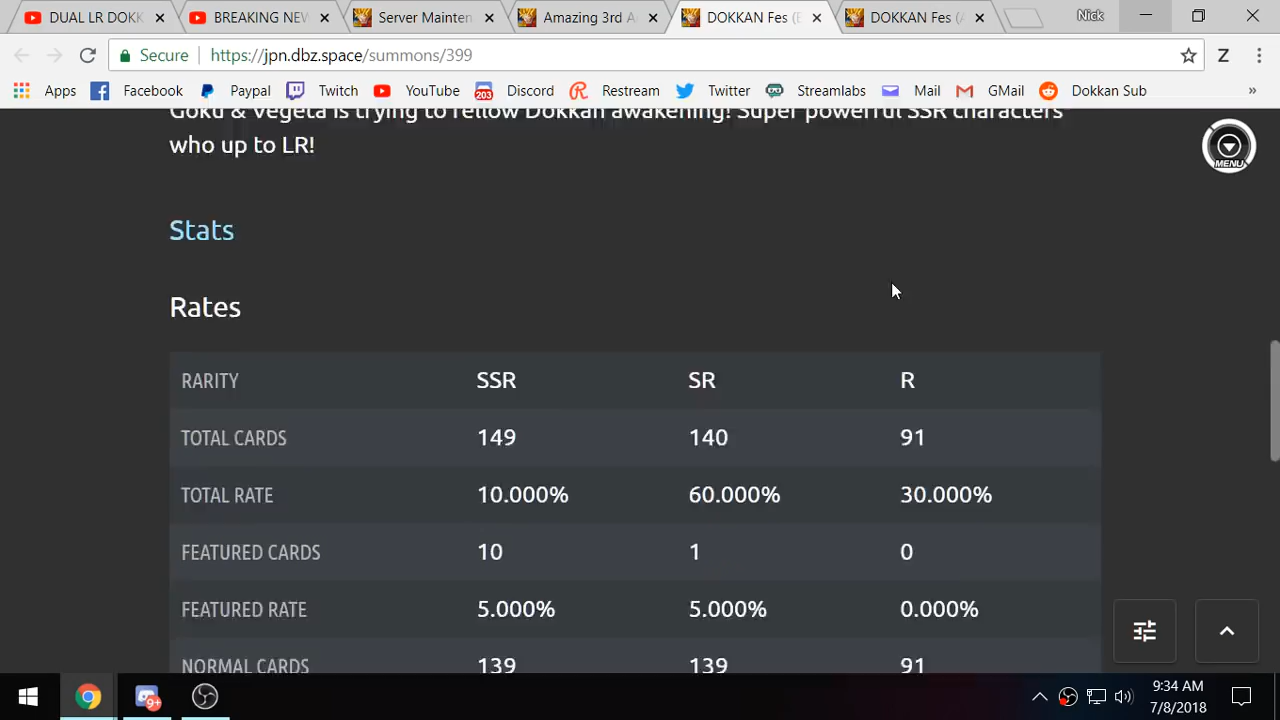 DUAL LR DOKK
BREAKING NEW
Server Mainten
Amazing 3rd A
DOKKAN Fes (
DOKKAN Fes (
Nick
Secure
https://jpn.dbz.space/summons/399
Z
Apps
Facebook
Paypal
Twitch
YouTube
203
Discord
Restream
Twitter
Streamlabs
Mail
GMail
Dokkan Sub
»
Goku & Vegeta is trying to rellow Dokkan awakening! Super powerful SSR characters
who up to LR!
MENU
Stats
Rates
RARITY SSR SR R
TOTAL CARDS 149 140 91
TOTAL RATE 10.000% 60.000% 30.000%
FEATURED CARDS 10 1 0
FEATURED RATE 5.000% 5.000% 0.000%
NORMAL CARDS 139 139 91
9+
9:34 AM
7/8/2018